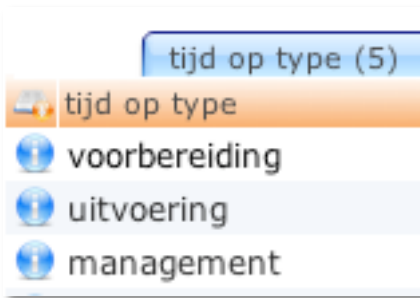 tijd op type (5)
tijd op type
voorbereiding
uitvoering
management